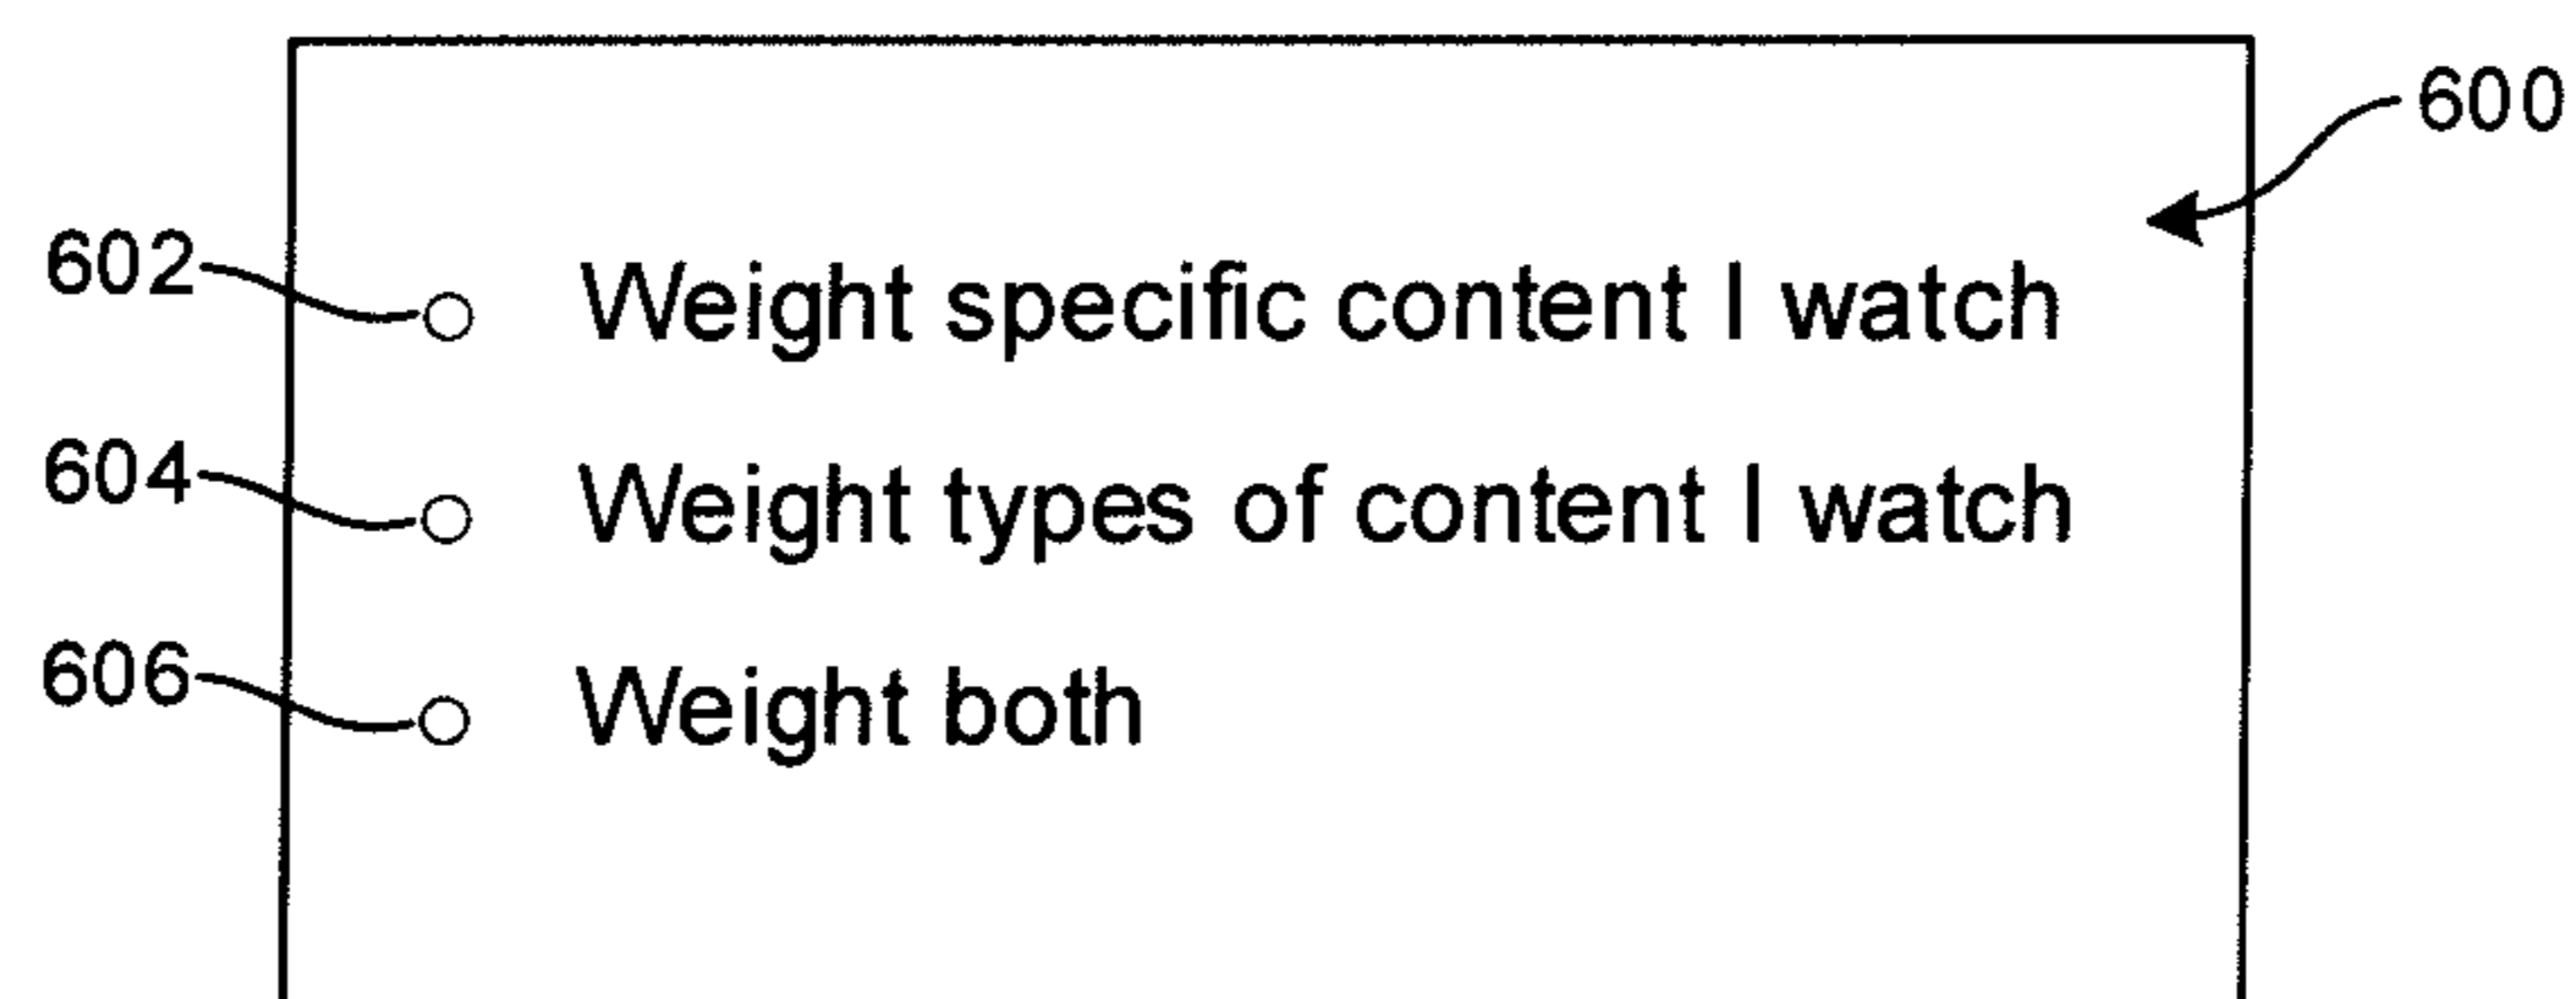 600
602 Weight specific content I watch
604 Weight types of content I watch
606 Weight both